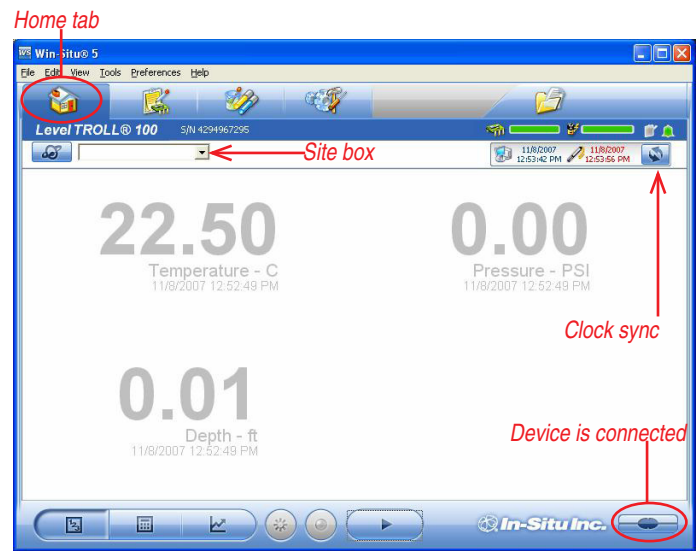 Home tab
Win-Situ® 5
File Edit View Tools Preferences Help
Level TROLL® 100 S/N 4294967295
Site box
11/8/2007 12:53:42 PM 11/8/2007 12:53:56 PM
22.50 0.00
Temperature - C Pressure - PSI
11/8/2007 12:52:49 PM 11/8/2007 12:52:49 PM
Clock sync
0.01
Depth - ft
11/8/2007 12:52:49 PM
Device is connected
In-Situ Inc.